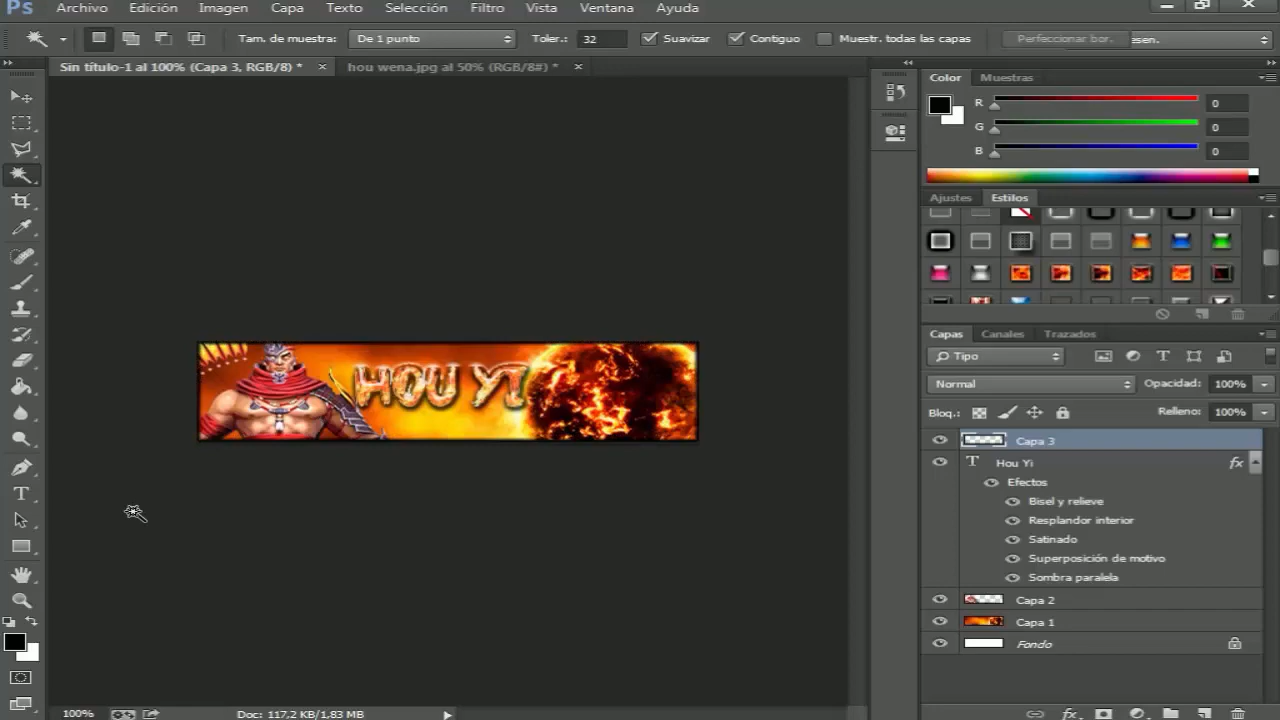 Ps Archivo Edición Imagen Capa Texto Selección Filtro Vista Ventana Ayuda
Tam. de muestra: De 1 punto Toler.: 32 Suavizar Contiguo Muestr. todas las capas Perfeccionar bor. esen.
Sin título-1 al 100% (Capa 3, RGB/8) * × hou wena.jpg al 50% (RGB/8#) * ×
Color Muestras
R 0
G 0
B 0
Ajustes Estilos
HOU YI
Capas Canales Trazados
Tipo
Normal Opacidad: 100%
Bloq.: Relleno: 100%
Capa 3
T Hou Yi fx
Efectos
Bisel y relieve
Resplandor interior
Satinado
Superposición de motivo
Sombra paralela
Capa 2
Capa 1
Fondo
100% Doc: 117,2 KB/1,83 MB fx